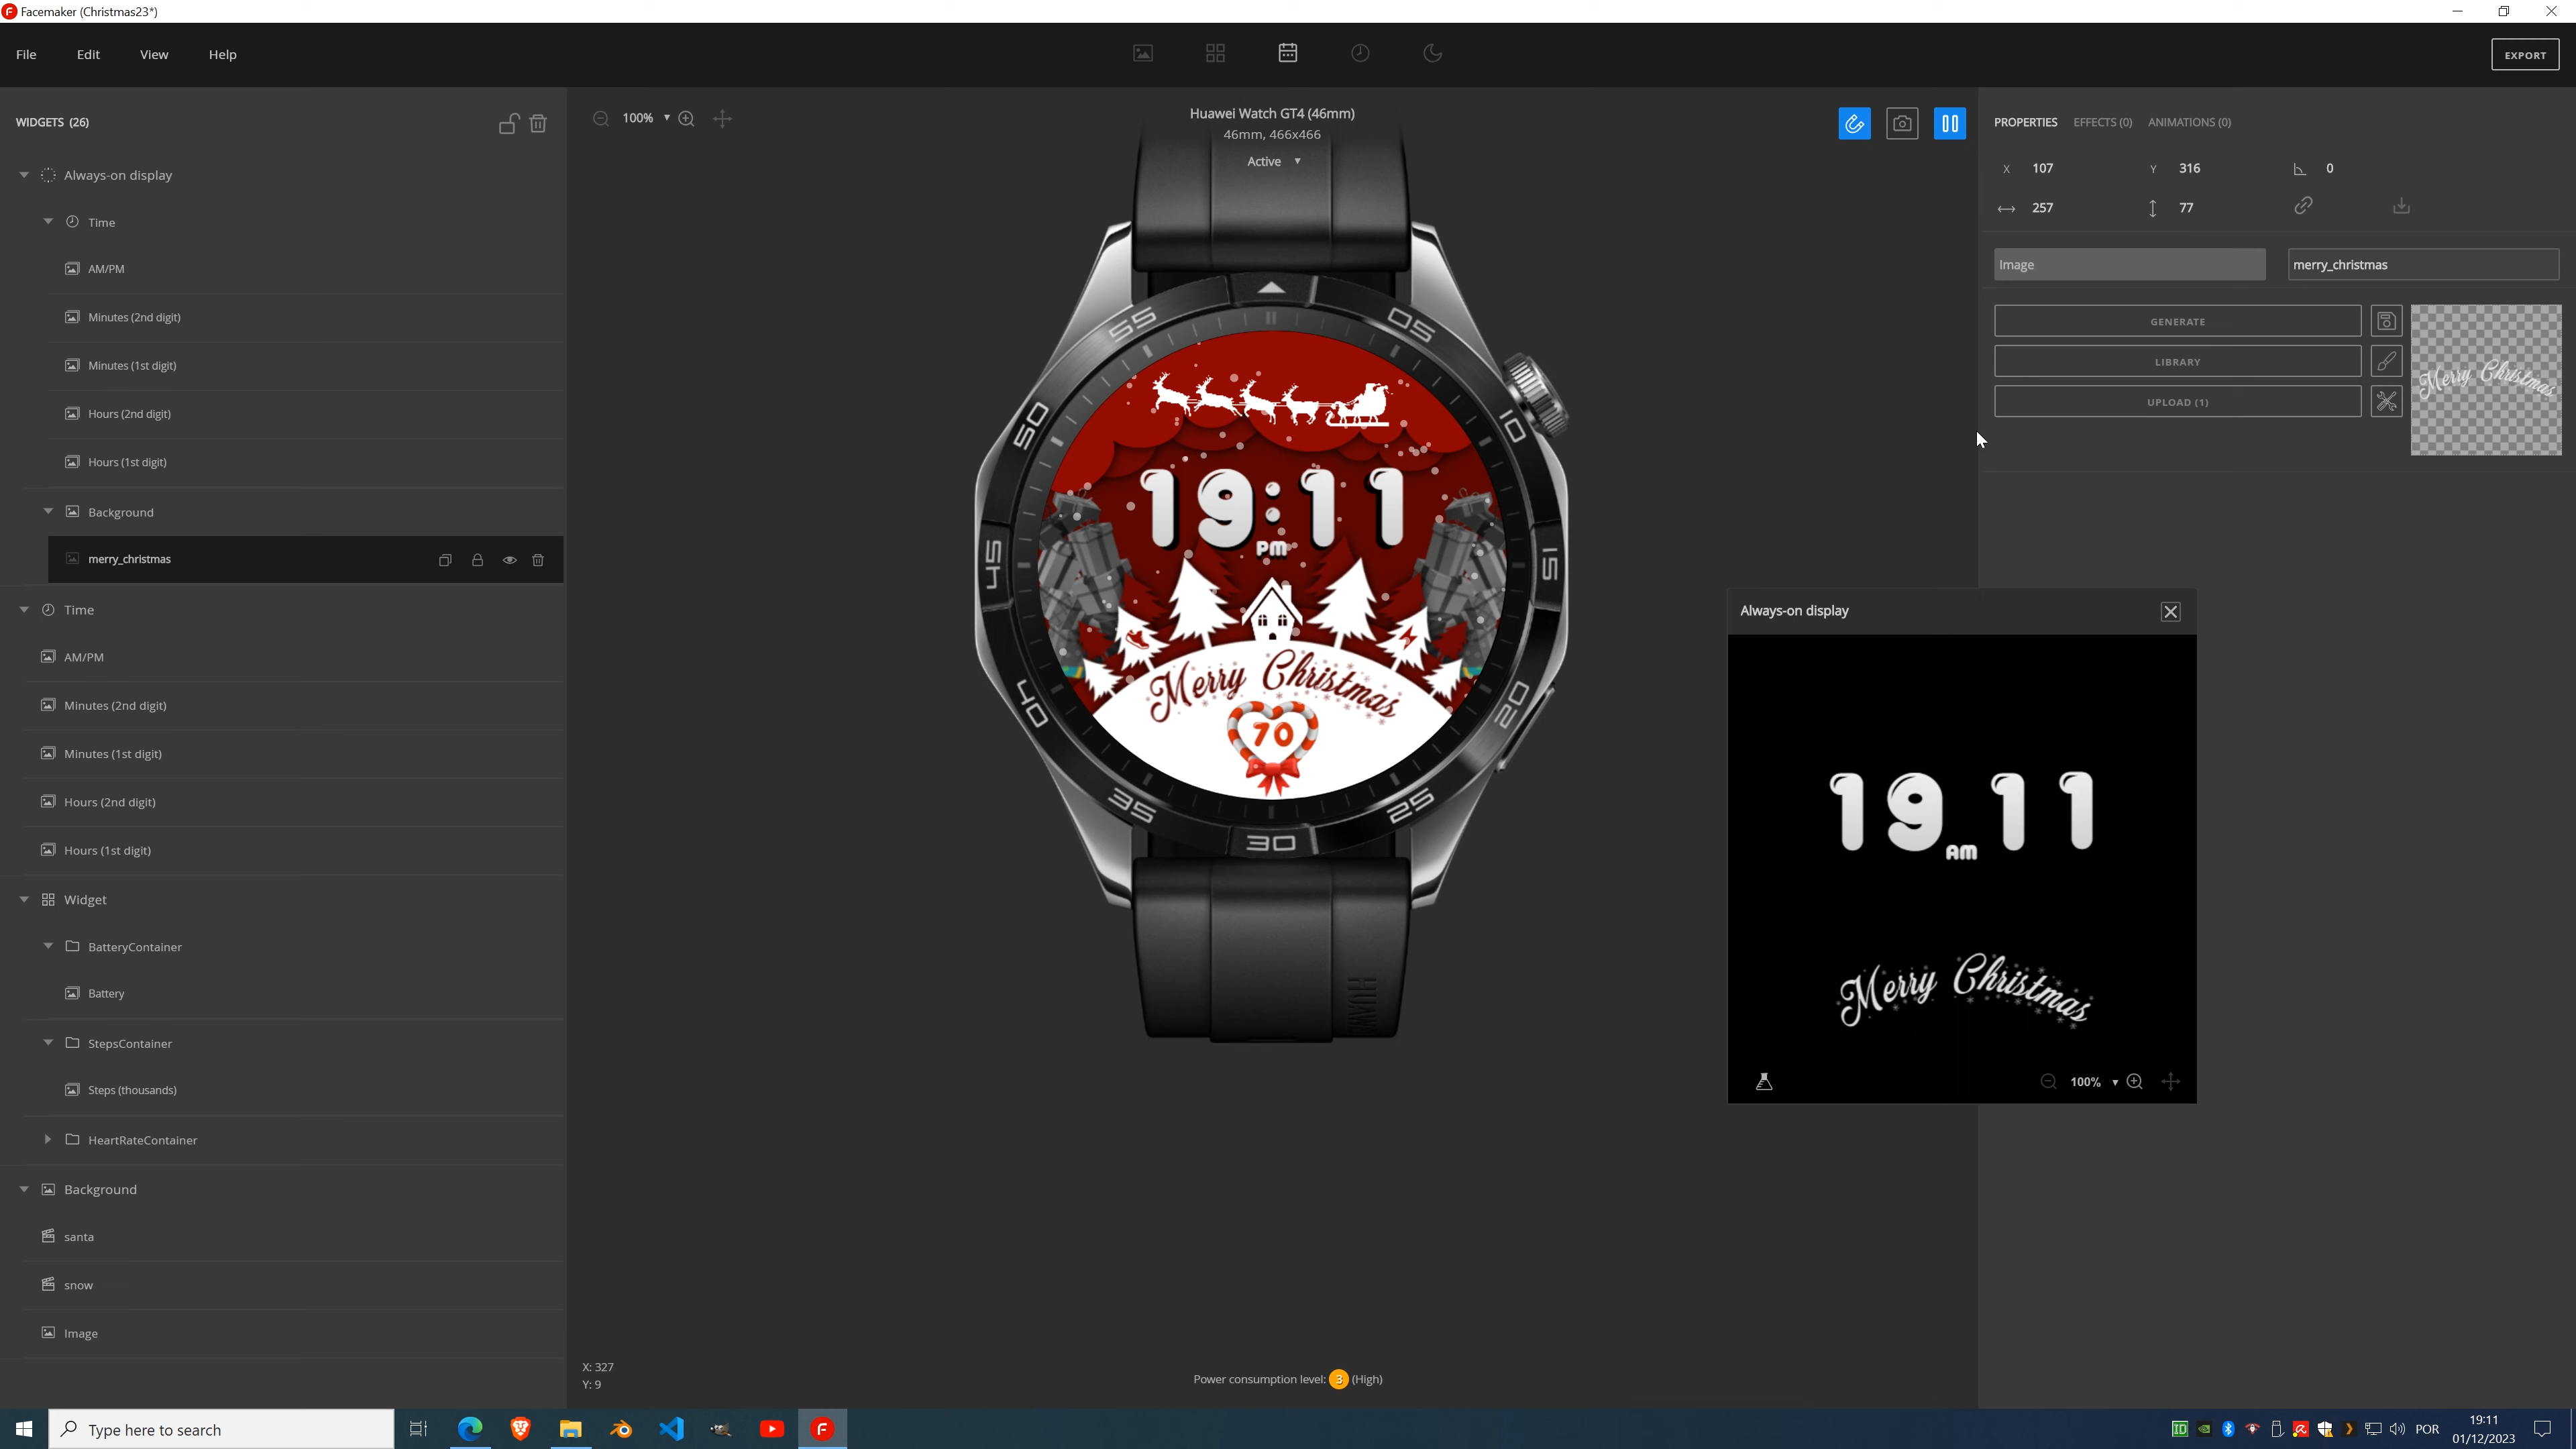 Facemaker (Christmas23*)
File Edit View Help
EXPORT
WIDGETS (26)
Always-on display
Time
AM/PM
Minutes (2nd digit)
Minutes (1st digit)
Hours (2nd digit)
Hours (1st digit)
Background
merry_christmas
Time
AM/PM
Minutes (2nd digit)
Minutes (1st digit)
Hours (2nd digit)
Hours (1st digit)
Widget
BatteryContainer
Battery
StepsContainer
Steps (thousands)
HeartRateContainer
Background
santa
snow
Image
100%
Huawei Watch GT4 (46mm)
46mm, 466x466
Active
05
10
15
20
25
30
35
40
45
50
55
19:11
PM
Merry Christmas
70
HUAW
X: 327
Y: 9
Power consumption level: 3 (High)
PROPERTIES EFFECTS (0) ANIMATIONS (0)
X 107 Y 316 0
257 77
Image merry_christmas
GENERATE
LIBRARY
UPLOAD (1)
Merry Christmas
Always-on display
19 11
AM
Merry Christmas
100%
Type here to search
POR
19:11
01/12/2023